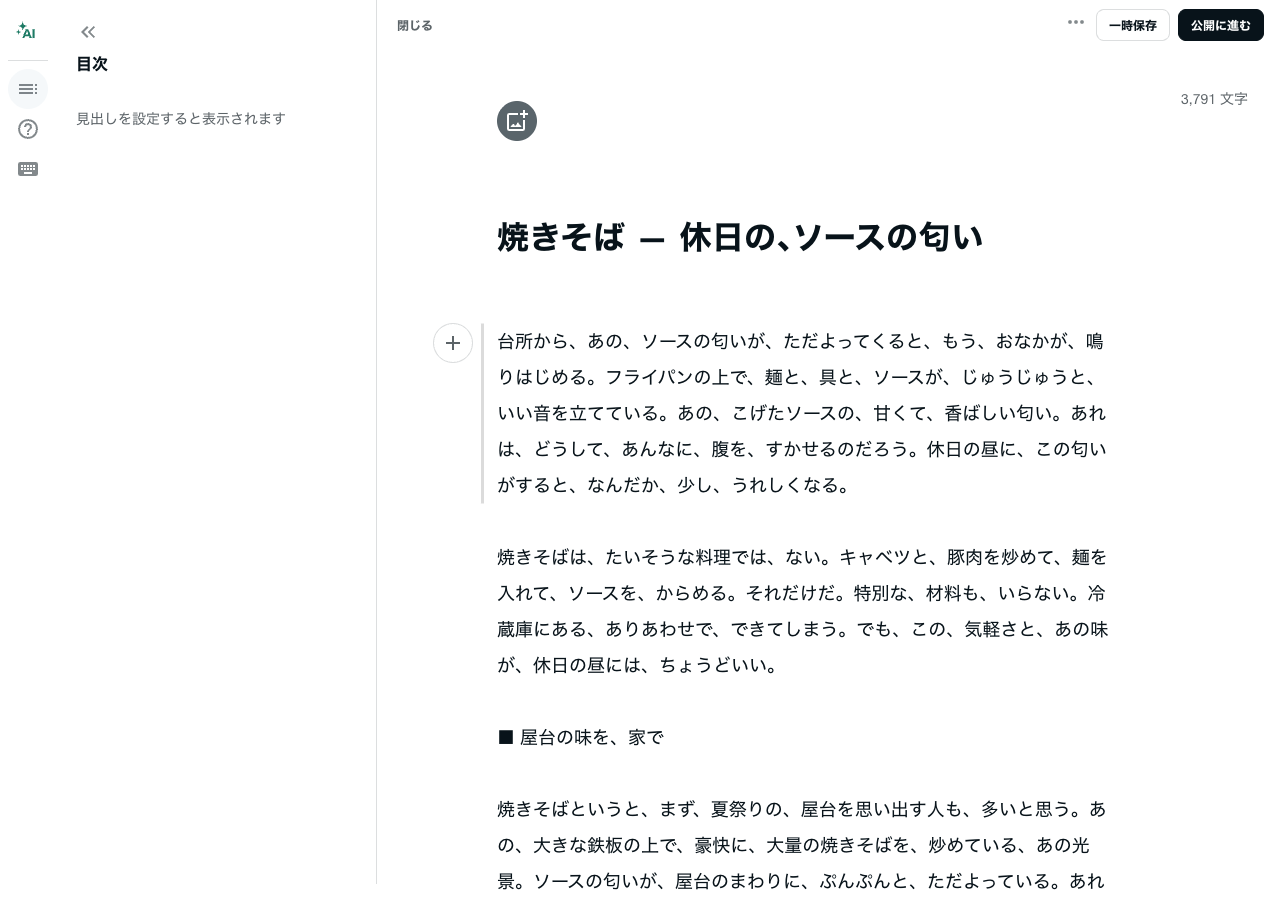 AI
目次
見出しを設定すると表示されます
閉じる
一時保存
公開に進む
3,791 文字
焼きそば — 休日の、ソースの匂い
台所から、あの、ソースの匂いが、ただよってくると、もう、おなかが、鳴
りはじめる。フライパンの上で、麺と、具と、ソースが、じゅうじゅうと、
いい音を立てている。あの、こげたソースの、甘くて、香ばしい匂い。あれ
は、どうして、あんなに、腹を、すかせるのだろう。休日の昼に、この匂い
がすると、なんだか、少し、うれしくなる。
焼きそばは、たいそうな料理では、ない。キャベツと、豚肉を炒めて、麺を
入れて、ソースを、からめる。それだけだ。特別な、材料も、いらない。冷
蔵庫にある、ありあわせで、できてしまう。でも、この、気軽さと、あの味
が、休日の昼には、ちょうどいい。
■ 屋台の味を、家で
焼きそばというと、まず、夏祭りの、屋台を思い出す人も、多いと思う。あ
の、大きな鉄板の上で、豪快に、大量の焼きそばを、炒めている、あの光
景。ソースの匂いが、屋台のまわりに、ぷんぷんと、ただよっている。あれ